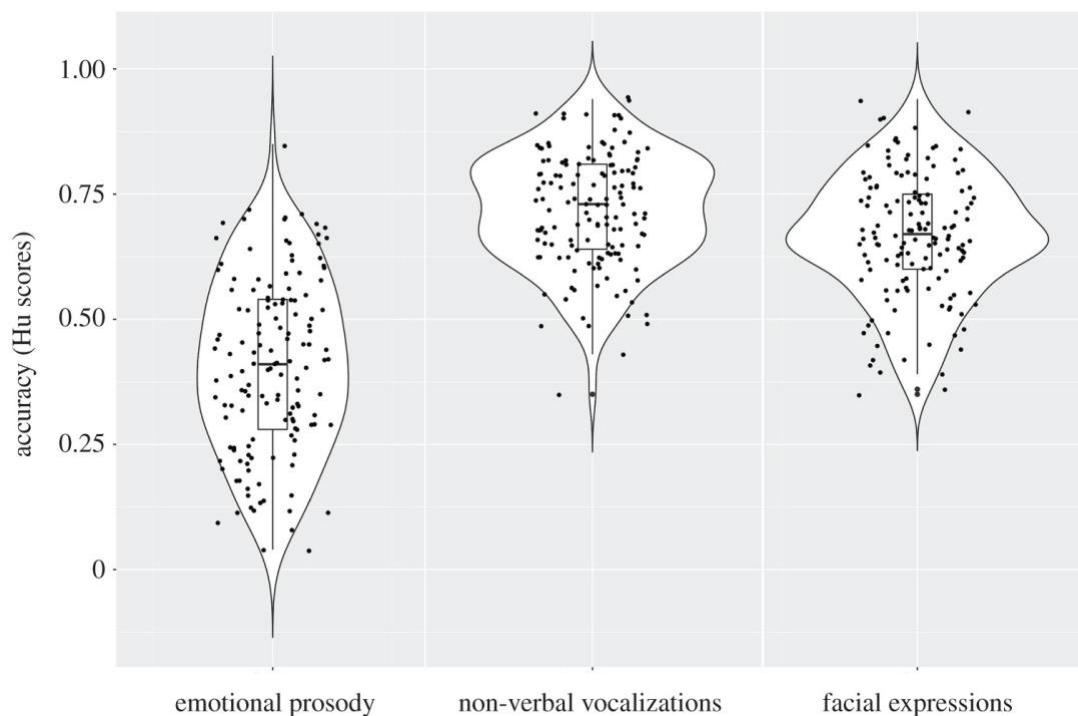 accuracy (Hu scores)
1.00
0.75
0.50
0.25
0
emotional prosody
non-verbal vocalizations
facial expressions